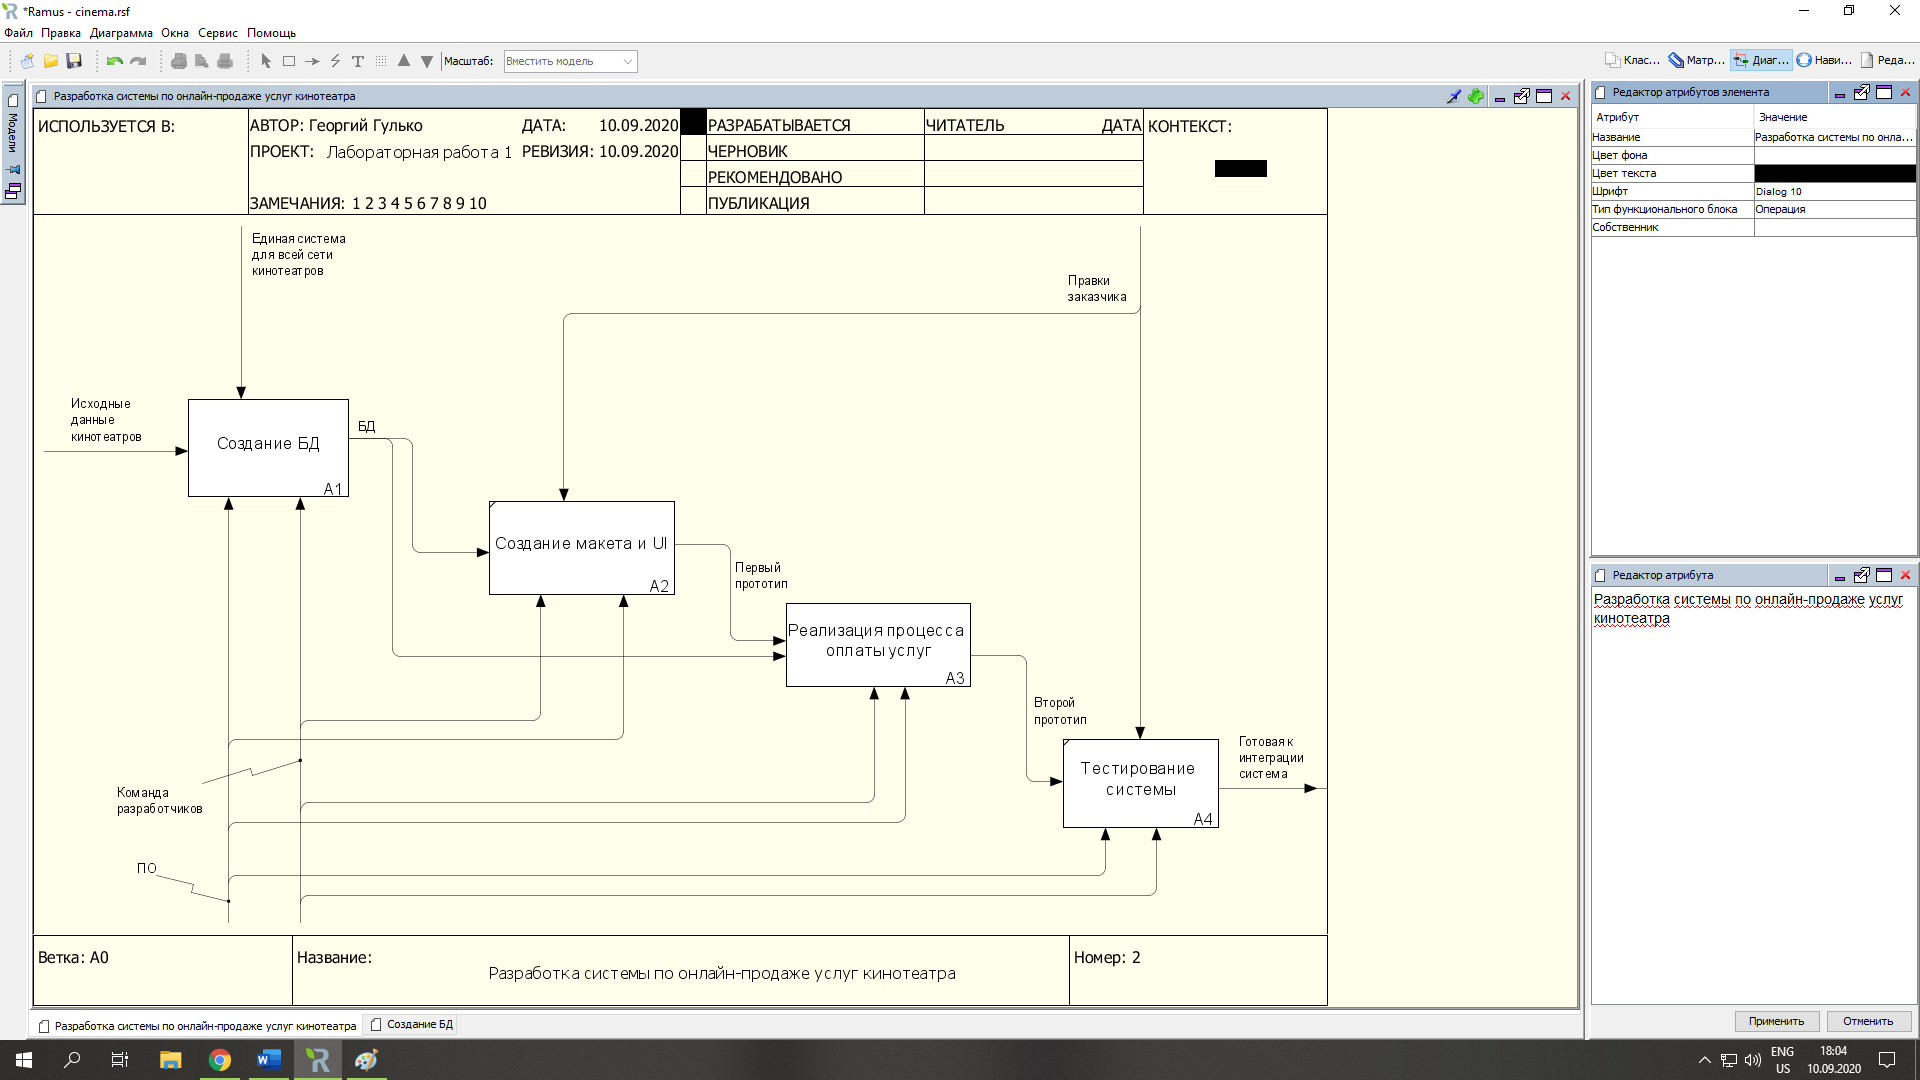 *Ramus - cinema.rsf
Файл Правка Диаграмма Окна Сервис Помощь
Масштаб: Вместить модель
Клас... Матр... Диаг... Нави... Реда...
Модели
Разработка системы по онлайн-продаже услуг кинотеатра
ИСПОЛЬЗУЕТСЯ В:
АВТОР: Георгий Гулько ДАТА: 10.09.2020
ПРОЕКТ: Лабораторная работа 1 РЕВИЗИЯ: 10.09.2020
ЗАМЕЧАНИЯ: 1 2 3 4 5 6 7 8 9 10
РАЗРАБАТЫВАЕТСЯ
ЧЕРНОВИК
РЕКОМЕНДОВАНО
ПУБЛИКАЦИЯ
ЧИТАТЕЛЬ ДАТА
КОНТЕКСТ:
Единая система
для всей сети
кинотеатров
Правки
заказчика
Исходные
данные
кинотеатров
Создание БД
A1
БД
Создание макета и UI
A2
Первый
прототип
Реализация процесса
оплаты услуг
A3
Второй
прототип
Тестирование
системы
A4
Готовая к
интеграции
система
Команда
разработчиков
ПО
Ветка: A0
Название:
Разработка системы по онлайн-продаже услуг кинотеатра
Номер: 2
Разработка системы по онлайн-продаже услуг кинотеатра
Создание БД
Редактор атрибутов элемента
Атрибут Значение
Название Разработка системы по онла...
Цвет фона
Цвет текста
Шрифт Dialog 10
Тип функционального блока Операция
Собственник
Редактор атрибута
Разработка системы по онлайн-продаже услуг
кинотеатра
Применить Отменить
ENG
US
18:04
10.09.2020